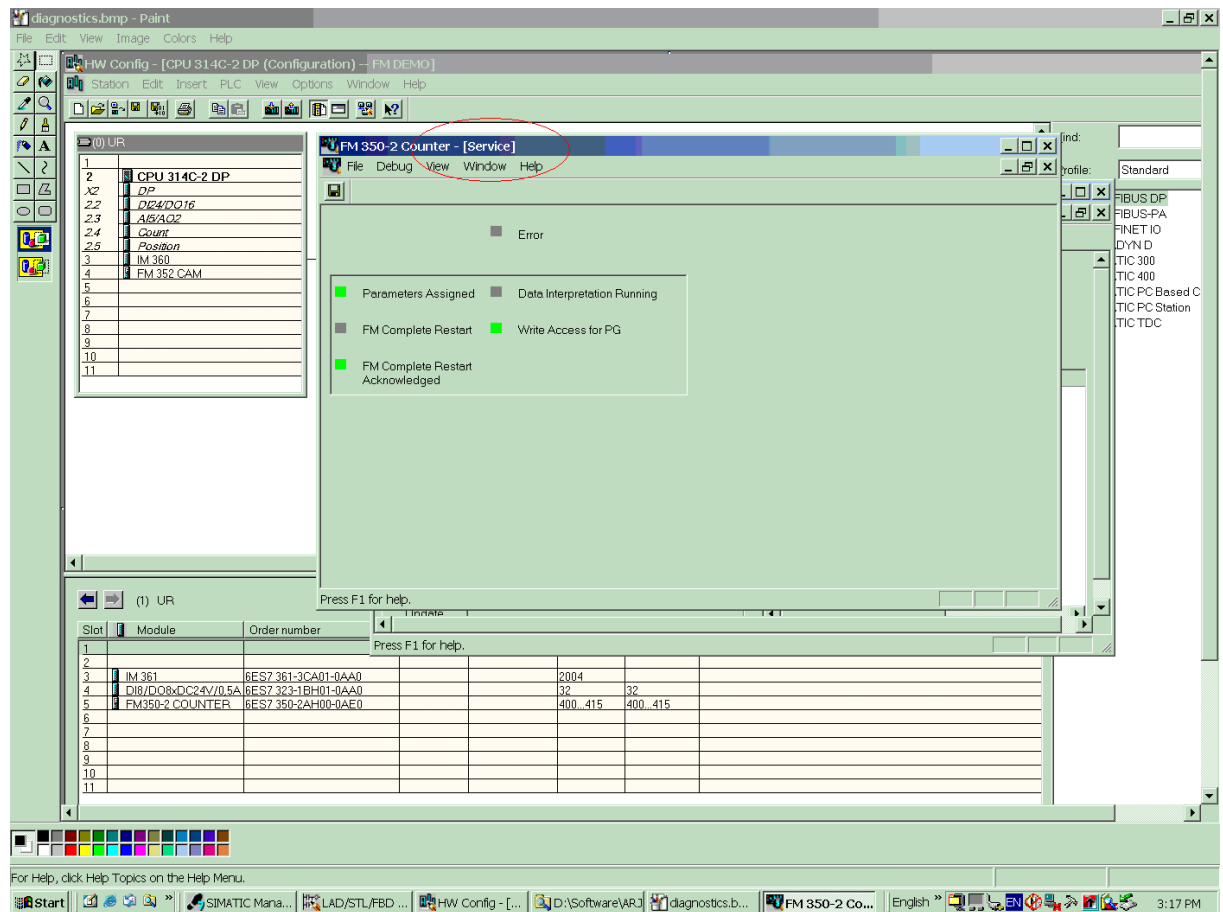 diagnostics.bmp - Paint
File Edit View Image Colors Help
HW Config - [CPU 314C-2 DP (Configuration) -- FM DEMO]
Station Edit Insert PLC View Options Window Help
(0) UR
1
2 CPU 314C-2 DP
X2 DP
2.2 DI24/DO16
2.3 AI5/AO2
2.4 Count
2.5 Position
3 IM 360
4 FM 352 CAM
5
6
7
8
9
10
11
FM 350-2 Counter - [Service]
File Debug View Window Help
Error
Parameters Assigned Data Interpretation Running
FM Complete Restart Write Access for PG
FM Complete Restart
Acknowledged
Press F1 for help.
Update
Press F1 for help.
find:
Profile: Standard
FIBUS DP
FIBUS-PA
FINET IO
ADYN D
TIC 300
TIC 400
TIC PC Based C
TIC PC Station
TIC TDC
(1) UR
Slot Module Order number
1
2
3 IM 361 6ES7 361-3CA01-0AA0 2004
4 DI8/DO8xDC24V/0,5A 6ES7 323-1BH01-0AA0 32 32
5 FM350-2 COUNTER 6ES7 350-2AH00-0AE0 400...415 400...415
6
7
8
9
10
11
For Help, click Help Topics on the Help Menu.
Start SIMATIC Mana... LAD/STL/FBD ... HW Config - [... D:\Software\ARJ diagnostics.b... FM 350-2 Co... English EN 3:17 PM